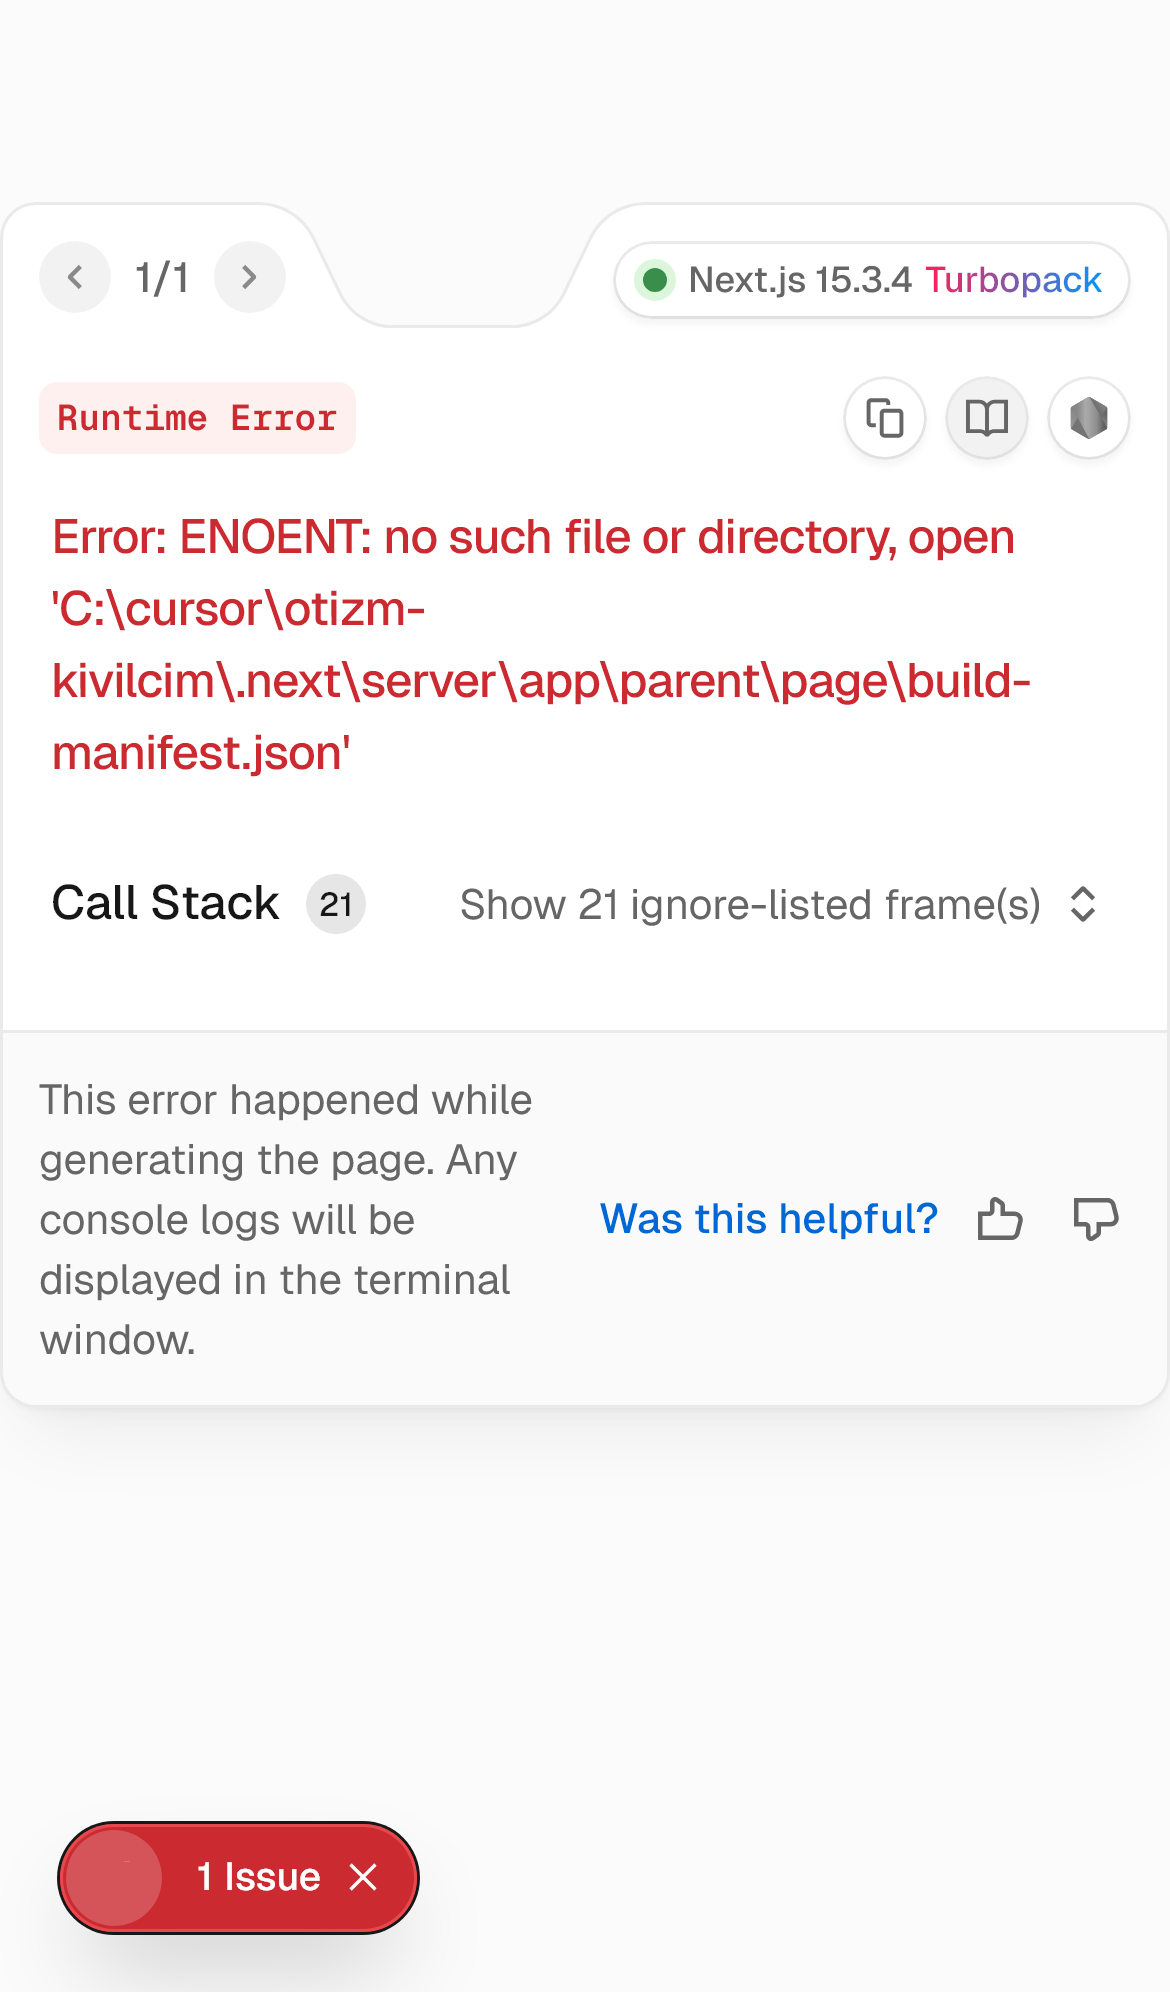 1/1
Next.js 15.3.4 Turbopack
Runtime Error
Error: ENOENT: no such file or directory, open
'C:\cursor\otizm-
kivilcim\.next\server\app\parent\page\build-
manifest.json'
Call Stack 21 Show 21 ignore-listed frame(s)
This error happened while
generating the page. Any
console logs will be
displayed in the terminal
window.
Was this helpful?
1 Issue